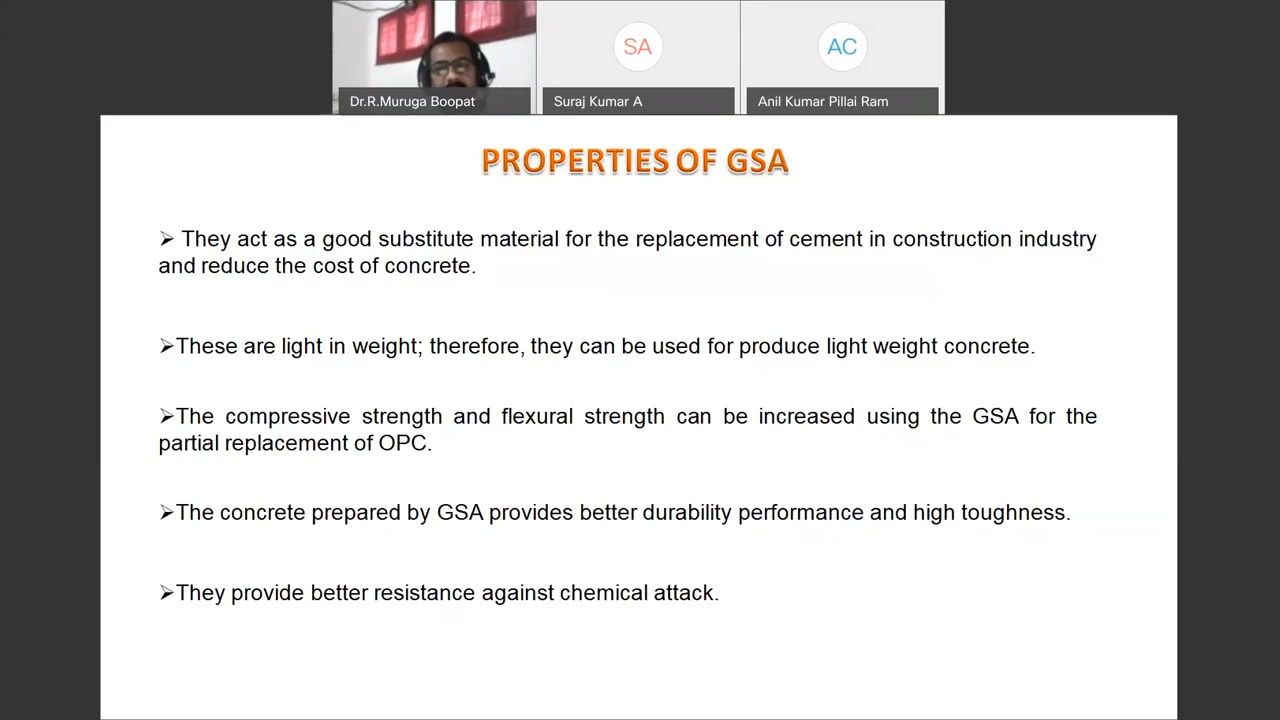 SA
AC
Dr.R.Muruga Boopat
Suraj Kumar A
Anil Kumar Pillai Ram
PROPERTIES OF GSA
➢ They act as a good substitute material for the replacement of cement in construction industry
and reduce the cost of concrete.
➢These are light in weight; therefore, they can be used for produce light weight concrete.
➢The compressive strength and flexural strength can be increased using the GSA for the
partial replacement of OPC.
➢The concrete prepared by GSA provides better durability performance and high toughness.
➢They provide better resistance against chemical attack.